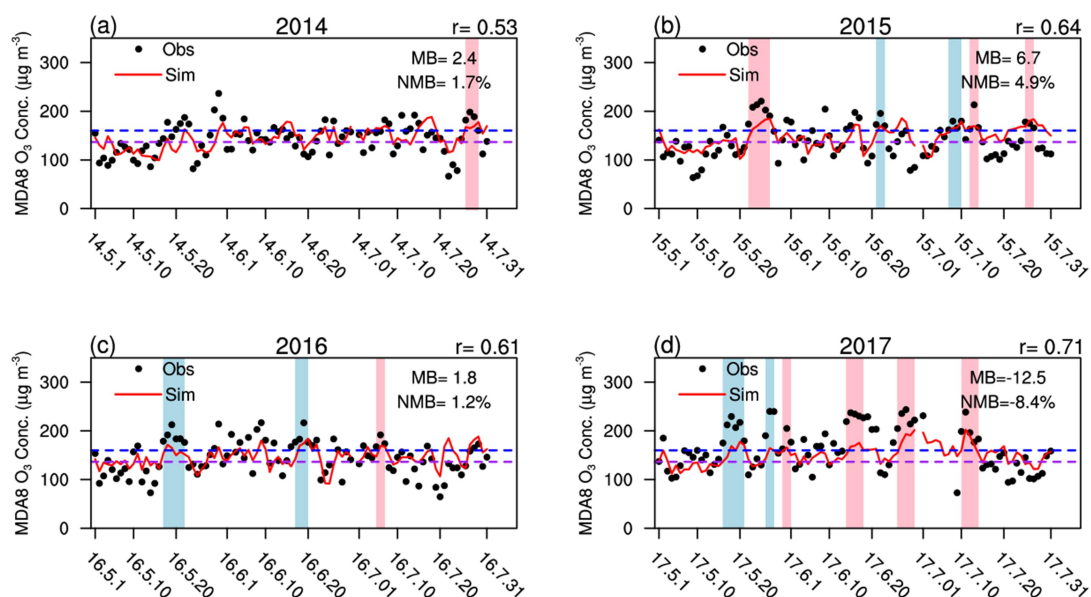 (a) 2014 r= 0.53
MDA8 O3 Conc. (µg m-3)
300
200
100
0
Obs
Sim
MB= 2.4
NMB= 1.7%
14.5.1 14.5.10 14.5.20 14.6.1 14.6.10 14.6.20 14.7.01 14.7.10 14.7.20 14.7.31
(b) 2015 r= 0.64
MDA8 O3 Conc. (µg m-3)
300
200
100
0
Obs
Sim
MB= 6.7
NMB= 4.9%
15.5.1 15.5.10 15.5.20 15.6.1 15.6.10 15.6.20 15.7.01 15.7.10 15.7.20 15.7.31
(c) 2016 r= 0.61
MDA8 O3 Conc. (µg m-3)
300
200
100
0
Obs
Sim
MB= 1.8
NMB= 1.2%
16.5.1 16.5.10 16.5.20 16.6.1 16.6.10 16.6.20 16.7.01 16.7.10 16.7.20 16.7.31
(d) 2017 r= 0.71
MDA8 O3 Conc. (µg m-3)
300
200
100
0
Obs
Sim
MB=-12.5
NMB=-8.4%
17.5.1 17.5.10 17.5.20 17.6.1 17.6.10 17.6.20 17.7.01 17.7.10 17.7.20 17.7.31